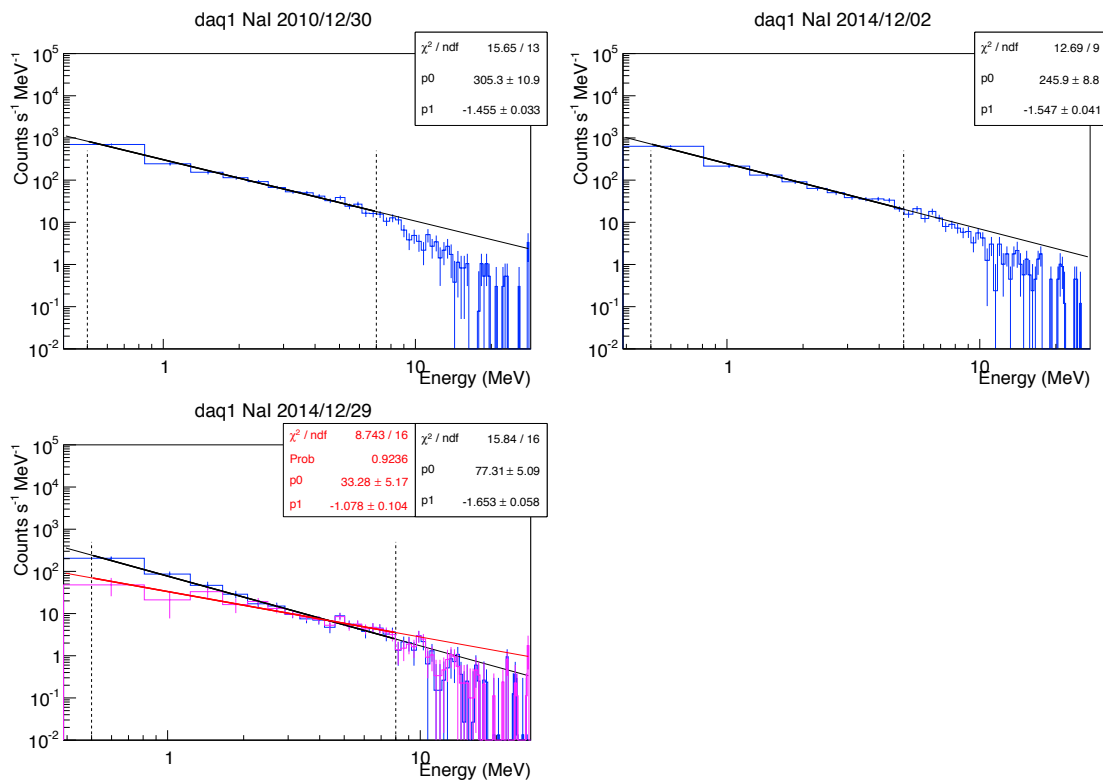 daq1 NaI 2010/12/30
χ² / ndf 15.65 / 13
p0 305.3 ± 10.9
p1 -1.455 ± 0.033
Counts s⁻¹ MeV⁻¹
10⁵
10⁴
10³
10²
10
1
10⁻¹
10⁻²
1 10
Energy (MeV)
daq1 NaI 2014/12/02
χ² / ndf 12.69 / 9
p0 245.9 ± 8.8
p1 -1.547 ± 0.041
Counts s⁻¹ MeV⁻¹
10⁵
10⁴
10³
10²
10
1
10⁻¹
10⁻²
1 10
Energy (MeV)
daq1 NaI 2014/12/29
χ² / ndf 8.743 / 16
Prob 0.9236
p0 33.28 ± 5.17
p1 -1.078 ± 0.104
χ² / ndf 15.84 / 16
p0 77.31 ± 5.09
p1 -1.653 ± 0.058
Counts s⁻¹ MeV⁻¹
10⁵
10⁴
10³
10²
10
1
10⁻¹
10⁻²
1 10
Energy (MeV)